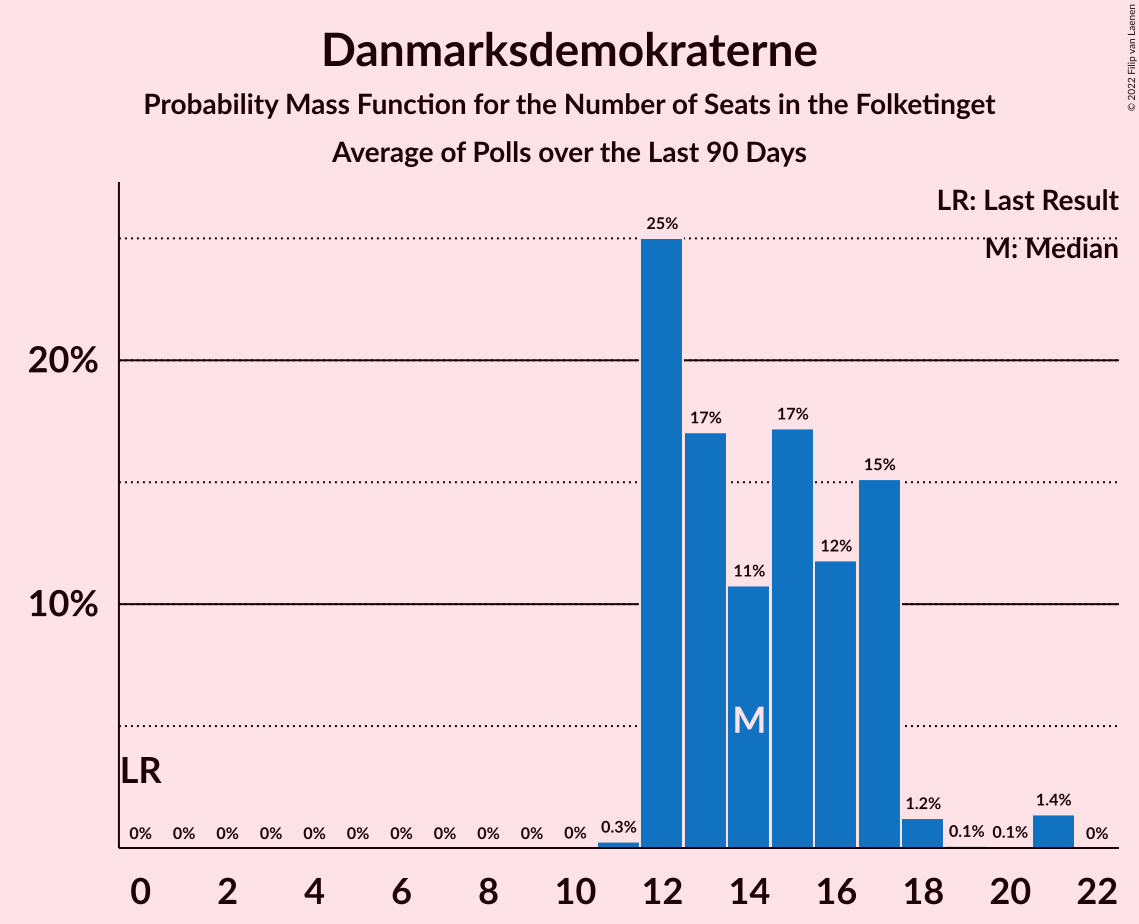 Danmarksdemokraterne
Probability Mass Function for the Number of Seats in the Folketinget
Average of Polls over the Last 90 Days
© 2022 Filip van Laenen
LR: Last Result
M: Median
25%
20%
17%
17%
15%
12%
11%
10%
M
LR
0%
0%
0%
0%
0%
0%
0%
0%
0%
0%
0%
0.3%
1.2%
0.1%
0.1%
1.4%
0%
0 2 4 6 8 10 12 14 16 18 20 22